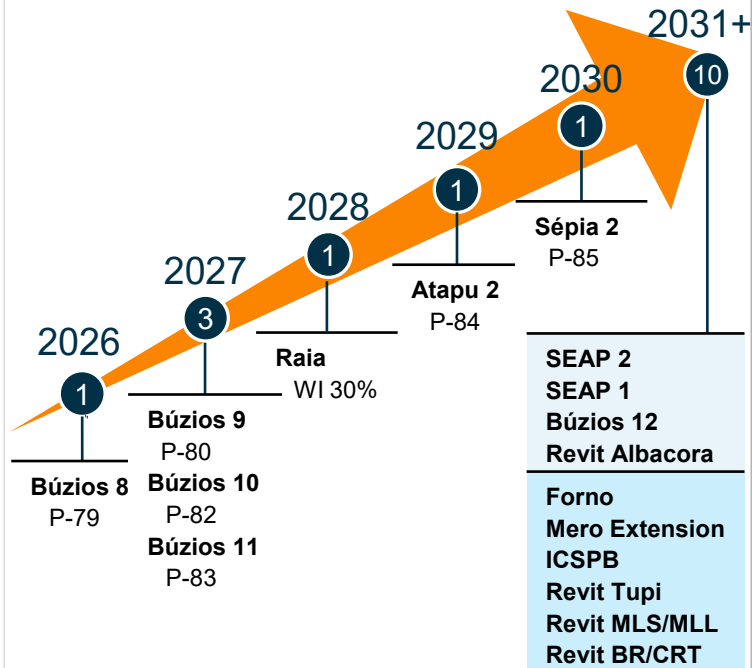 2026
1
Búzios 8
P-79
2027
3
Búzios 9
P-80
Búzios 10
P-82
Búzios 11
P-83
2028
1
Raia
WI 30%
2029
1
Atapu 2
P-84
2030
1
Sépia 2
P-85
2031+
10
SEAP 2
SEAP 1
Búzios 12
Revit Albacora
Forno
Mero Extension
ICSPB
Revit Tupi
Revit MLS/MLL
Revit BR/CRT